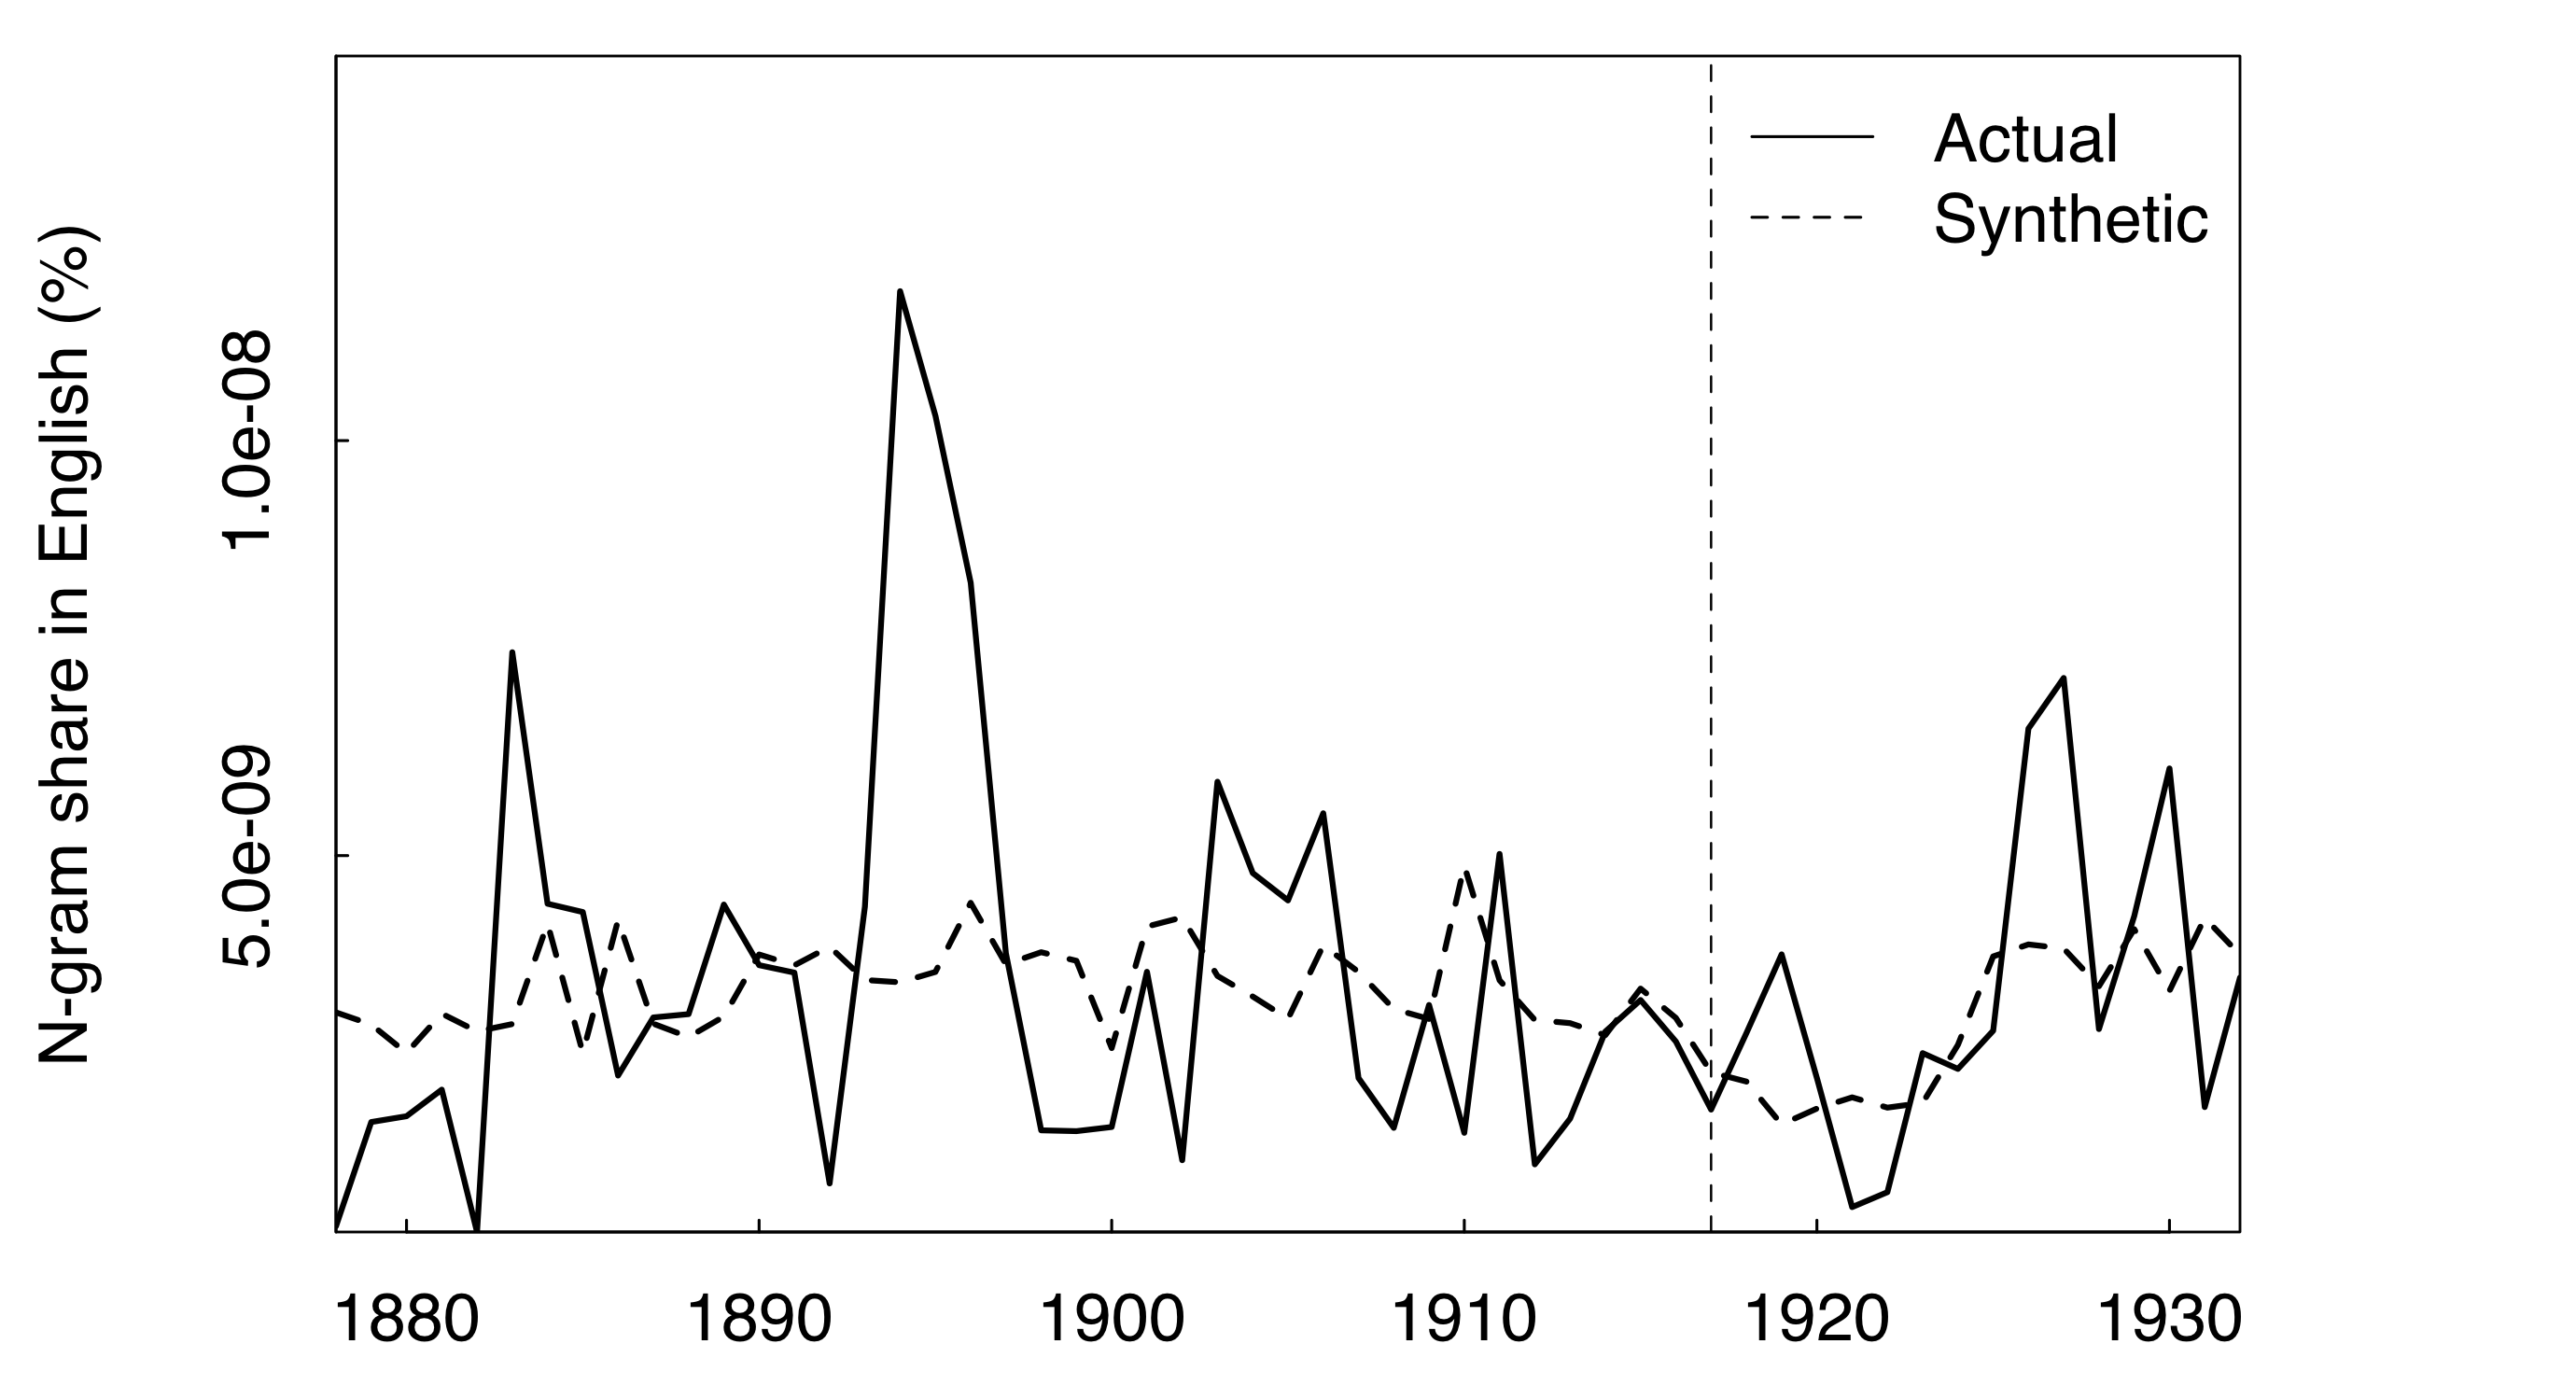 N-gram share in English (%)
1.0e-08
5.0e-09
Actual
Synthetic
1880 1890 1900 1910 1920 1930